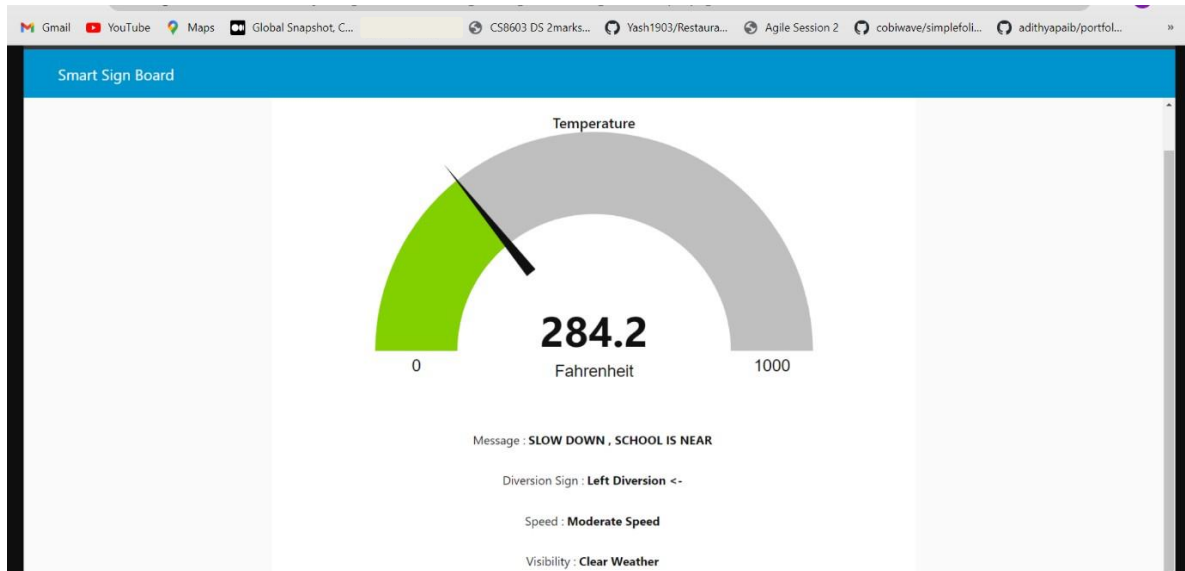 Gmail YouTube Maps Global Snapshot, C... CS8603 DS 2marks... Yash1903/Restaura... Agile Session 2 cobiwave/simplefoli... adithyapaib/portfol... »
Smart Sign Board
Temperature
284.2
0 Fahrenheit 1000
Message : SLOW DOWN , SCHOOL IS NEAR
Diversion Sign : Left Diversion <-
Speed : Moderate Speed
Visibility : Clear Weather